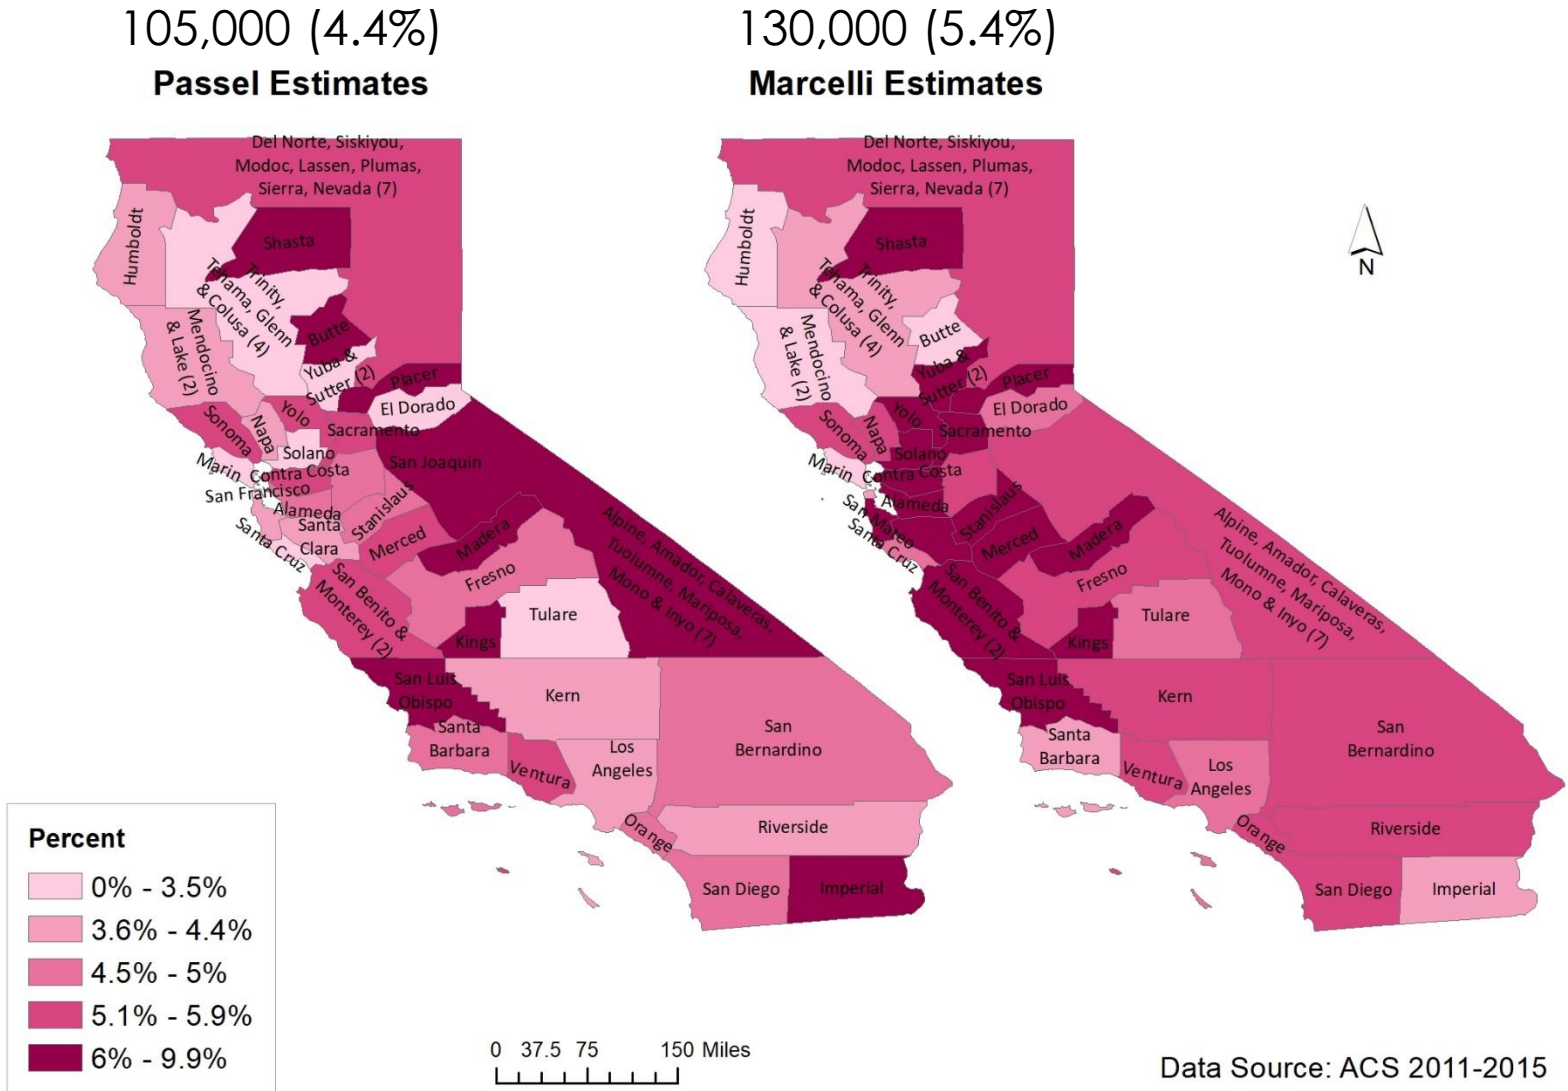 105,000 (4.4%)
Passel Estimates
130,000 (5.4%)
Marcelli Estimates
Del Norte, Siskiyou,
Modoc, Lassen, Plumas,
Sierra, Nevada (7)
Humboldt
Shasta
Trinity,
Tehama, Glenn
& Colusa (4)
Mendocino
& Lake (2)
Butte
Yuba &
Sutter (2)
Placer
El Dorado
Yolo
Sonoma
Napa
Sacramento
Solano
Marin
Contra Costa
San Joaquin
San Francisco
Alameda
Stanislaus
Santa
Clara
Santa Cruz
Merced
Madera
San Benito &
Monterey (2)
Fresno
Alpine, Amador, Calaveras,
Tuolumne, Mariposa,
Mono & Inyo (7)
Tulare
Kings
San Luis
Obispo
Kern
Santa
Barbara
Ventura
Los
Angeles
San
Bernardino
Orange
Riverside
San Diego
Imperial
Del Norte, Siskiyou,
Modoc, Lassen, Plumas,
Sierra, Nevada (7)
Humboldt
Shasta
Trinity,
Tehama, Glenn
& Colusa (4)
Mendocino
& Lake (2)
Butte
Yuba &
Sutter (2)
Placer
El Dorado
Yolo
Sonoma
Napa
Sacramento
Solano
Marin
Contra Costa
Alameda
San Mateo
Santa Cruz
Stanislaus
Merced
Madera
San Benito &
Monterey (2)
Fresno
Alpine, Amador, Calaveras,
Tuolumne, Mariposa,
Mono & Inyo (7)
Tulare
Kings
San Luis
Obispo
Kern
Santa
Barbara
Ventura
Los
Angeles
San
Bernardino
Orange
Riverside
San Diego
Imperial
N
Percent
0% - 3.5%
3.6% - 4.4%
4.5% - 5%
5.1% - 5.9%
6% - 9.9%
0 37.5 75 150 Miles
Data Source: ACS 2011-2015